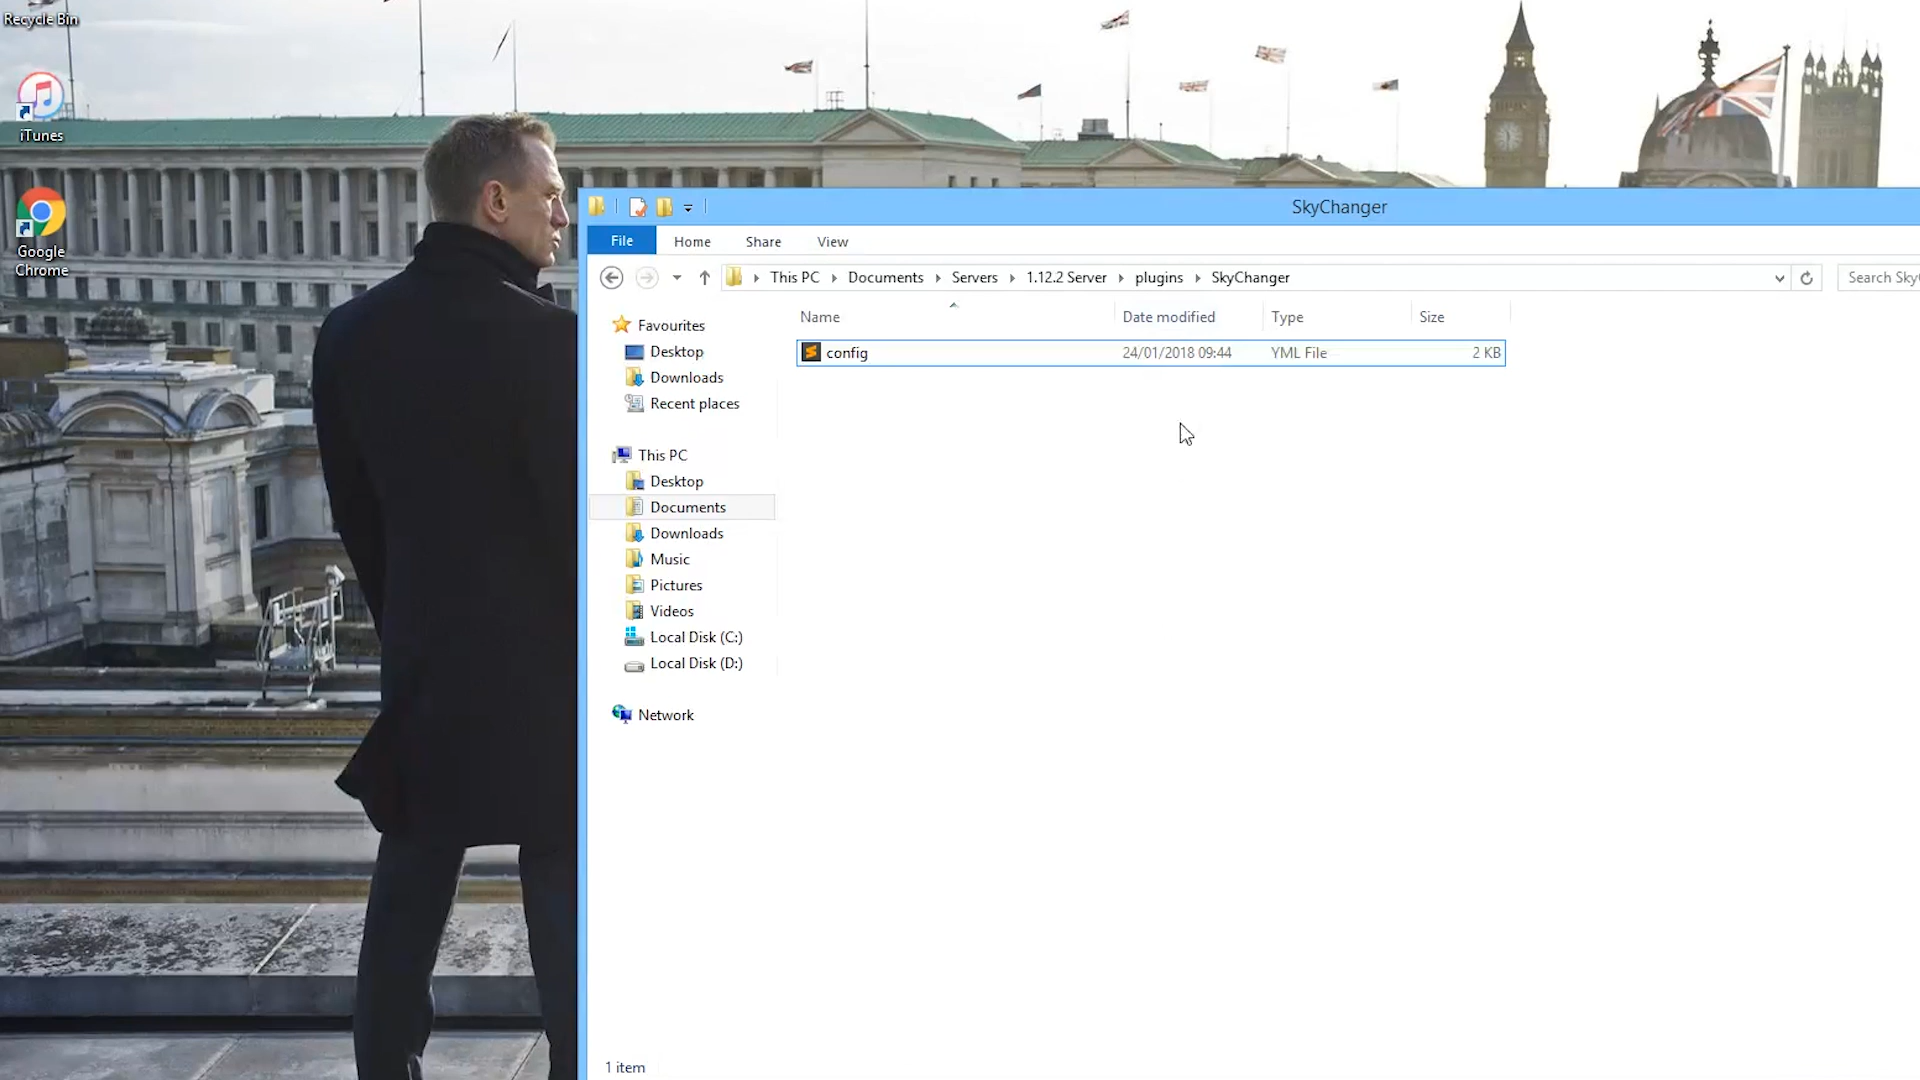 Recycle Bin
iTunes
Google
Chrome
SkyChanger
File Home Share View
This PC Documents Servers 1.12.2 Server plugins SkyChanger
Search Sky
Name Date modified Type Size
config 24/01/2018 09:44 YML File 2 KB
Favourites
Desktop
Downloads
Recent places
This PC
Desktop
Documents
Downloads
Music
Pictures
Videos
Local Disk (C:)
Local Disk (D:)
Network
1 item